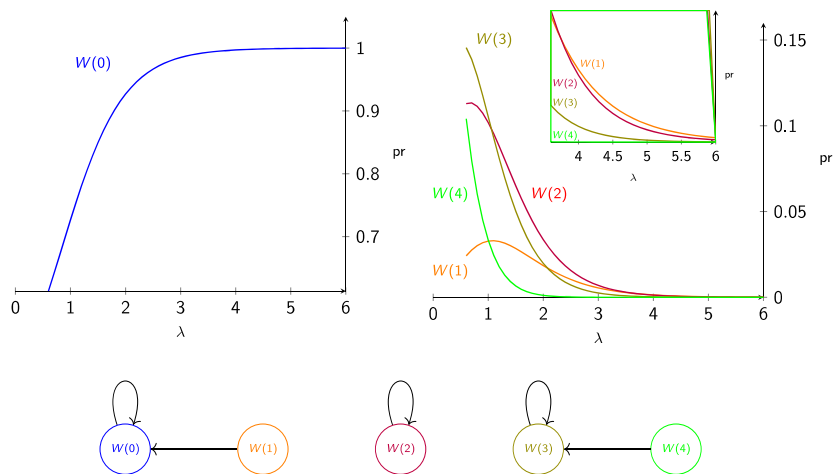 W(0)
1
0.9
0.8
0.7
pr
0 1 2 3 4 5 6
λ
W(3)
W(4)
W(2)
W(1)
0.15
0.1
0.05
0
pr
0 1 2 3 4 5 6
λ
W(1)
W(2)
W(3)
W(4)
pr
4 4.5 5 5.5 6
λ
W(0) W(1) W(2) W(3) W(4)